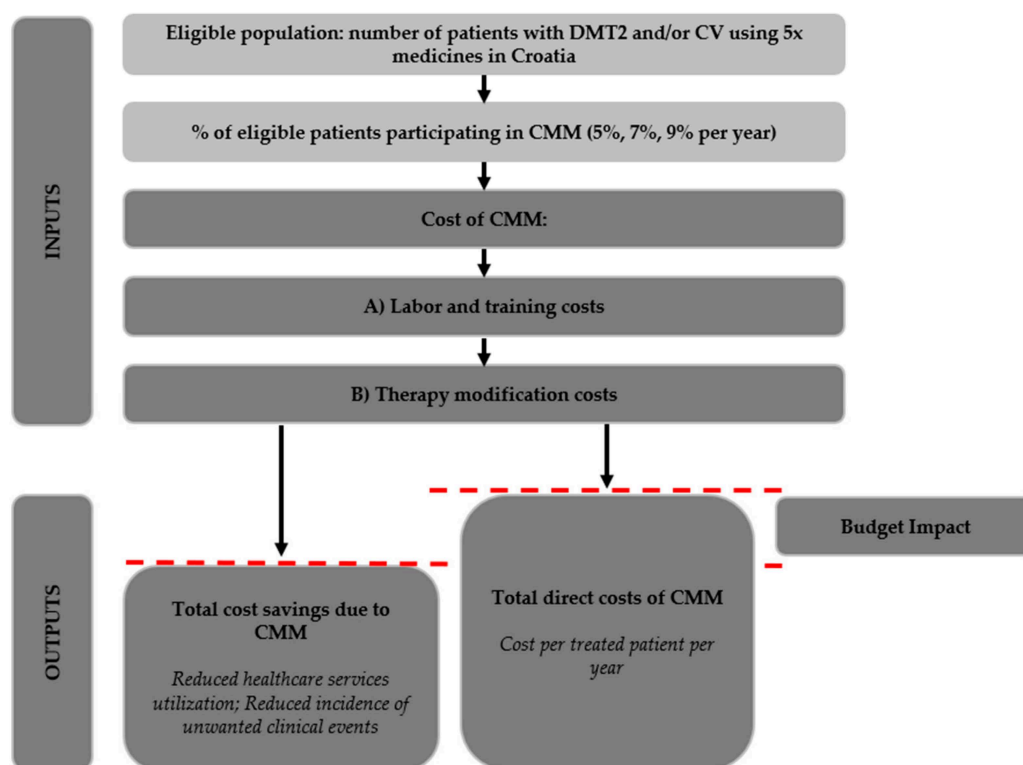 Eligible population: number of patients with DMT2 and/or CV using 5x
medicines in Croatia
% of eligible patients participating in CMM (5%, 7%, 9% per year)
INPUTS
Cost of CMM:
A) Labor and training costs
B) Therapy modification costs
OUTPUTS
Total cost savings due to
CMM
Reduced healthcare services
utilization; Reduced incidence of
unwanted clinical events
Total direct costs of CMM
Cost per treated patient per
year
Budget Impact